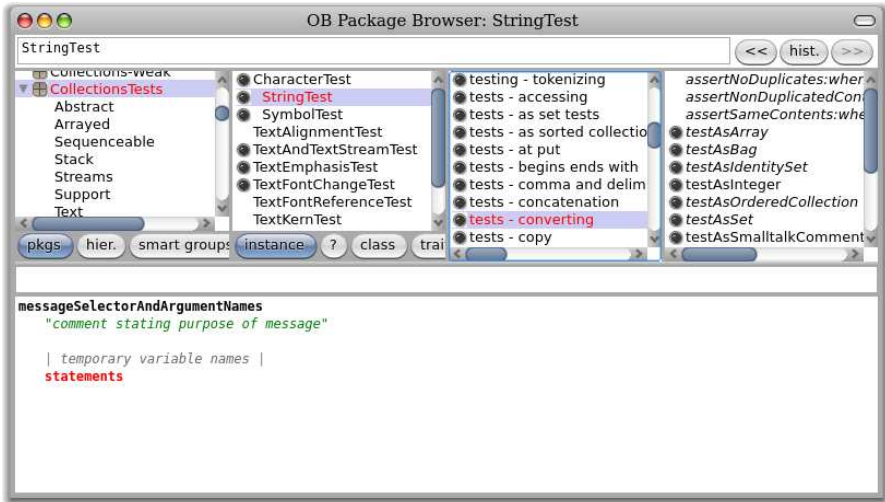 OB Package Browser: StringTest
StringTest
<< hist. >>
Collections-Weak
CollectionsTests
Abstract
Arrayed
Sequenceable
Stack
Streams
Support
Text
CharacterTest
StringTest
SymbolTest
TextAlignmentTest
TextAndTextStreamTest
TextEmphasisTest
TextFontChangeTest
TextFontReferenceTest
TextKernTest
testing - tokenizing
tests - accessing
tests - as set tests
tests - as sorted collectio
tests - at put
tests - begins ends with
tests - comma and delim
tests - concatenation
tests - converting
tests - copy
assertNoDuplicates:wher
assertNonDuplicatedCont
assertSameContents:whe
testAsArray
testAsBag
testAsIdentitySet
testAsInteger
testAsOrderedCollection
testAsSet
testAsSmalltalkComment
pkgs hier. smart groups instance ? class trai
messageSelectorAndArgumentNames
"comment stating purpose of message"
| temporary variable names |
statements